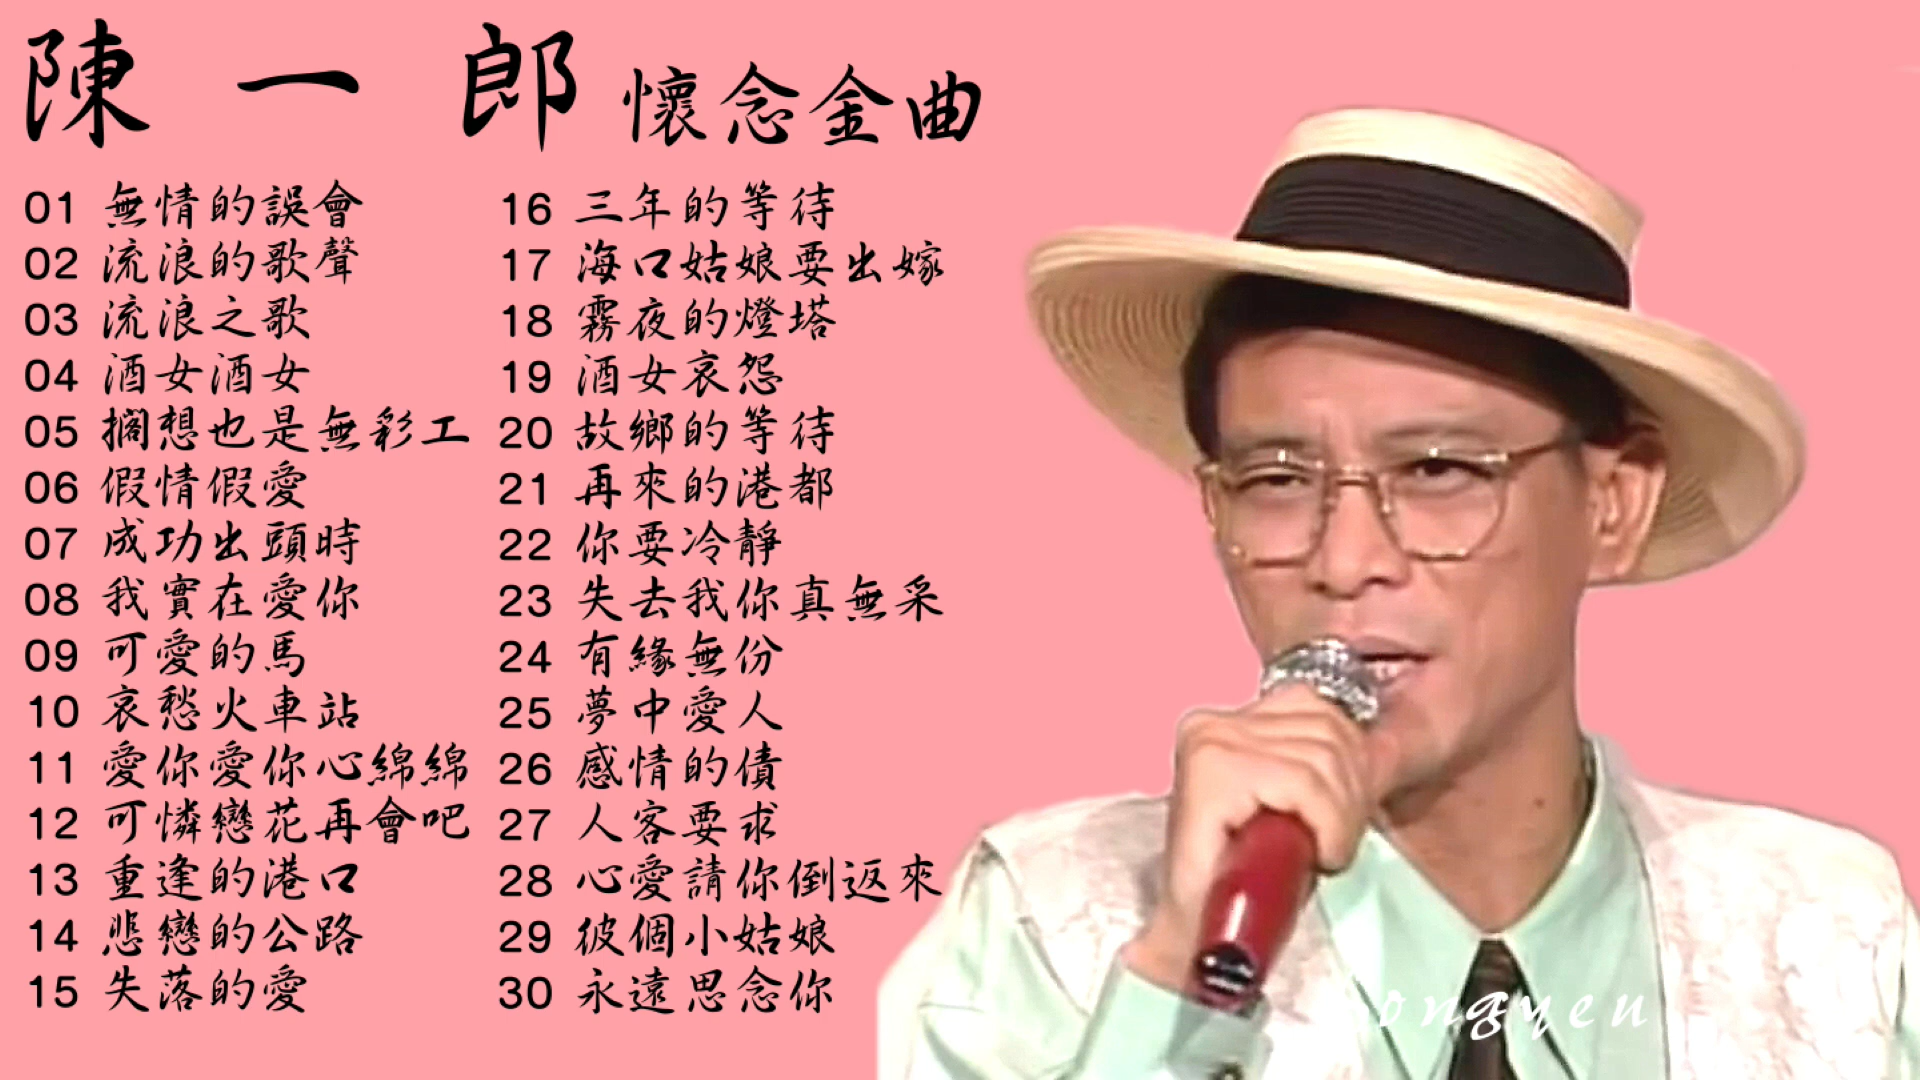 陳一郎 懷念金曲
01 無情的誤會
02 流浪的歌聲
03 流浪之歌
04 酒女酒女
05 擱想也是無彩工
06 假情假愛
07 成功出頭時
08 我實在愛你
09 可愛的馬
10 哀愁火車站
11 愛你愛你心綿綿
12 可憐戀花再會吧
13 重逢的港口
14 悲戀的公路
15 失落的愛
16 三年的等待
17 海口姑娘要出嫁
18 霧夜的燈塔
19 酒女哀怨
20 故鄉的等待
21 再來的港都
22 你要冷靜
23 失去我你真無采
24 有緣無份
25 夢中愛人
26 感情的債
27 人客要求
28 心愛請你倒返來
29 彼個小姑娘
30 永遠思念你
ongyen